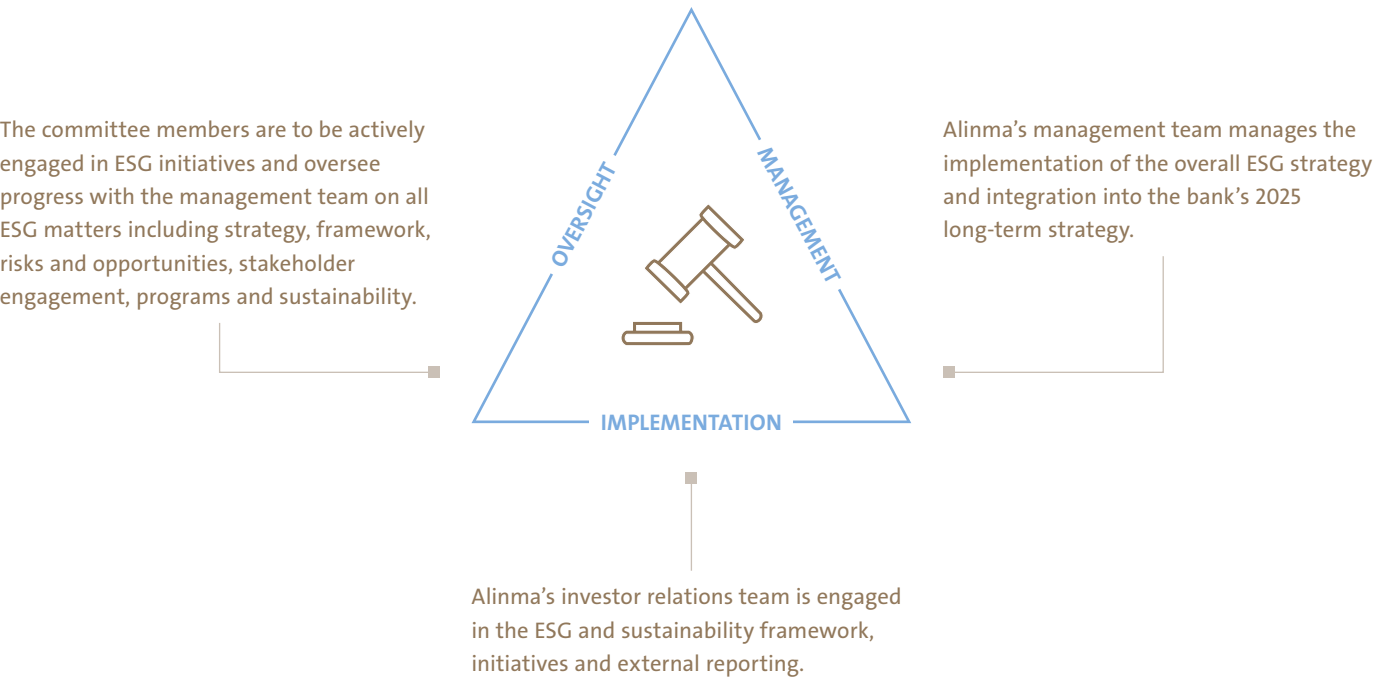 The committee members are to be actively
engaged in ESG initiatives and oversee
progress with the management team on all
ESG matters including strategy, framework,
risks and opportunities, stakeholder
engagement, programs and sustainability.
OVERSIGHT
MANAGEMENT
Alinma’s management team manages the
implementation of the overall ESG strategy
and integration into the bank’s 2025
long-term strategy.
IMPLEMENTATION
Alinma’s investor relations team is engaged
in the ESG and sustainability framework,
initiatives and external reporting.